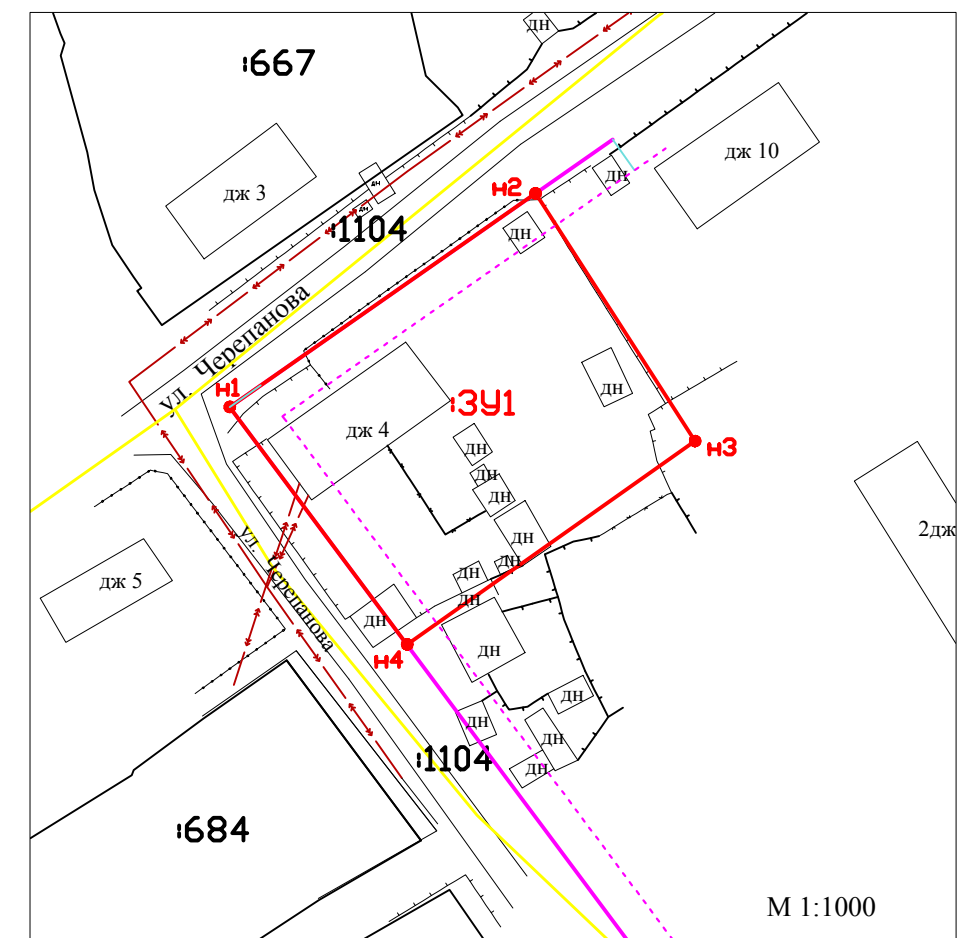 дн
:667
дж 10
дн
дн
дж 3
н2
дн
:1104
дн
ул. Черепанова
н1
:ЗУ1
дн
дж 4
дн
н3
дн
дн
дн
2дж
ул. Черепанова
дн
дж 5
дн
дн
дн
н4
дн
дн
дн
дн
:1104
дн
:684
М 1:1000